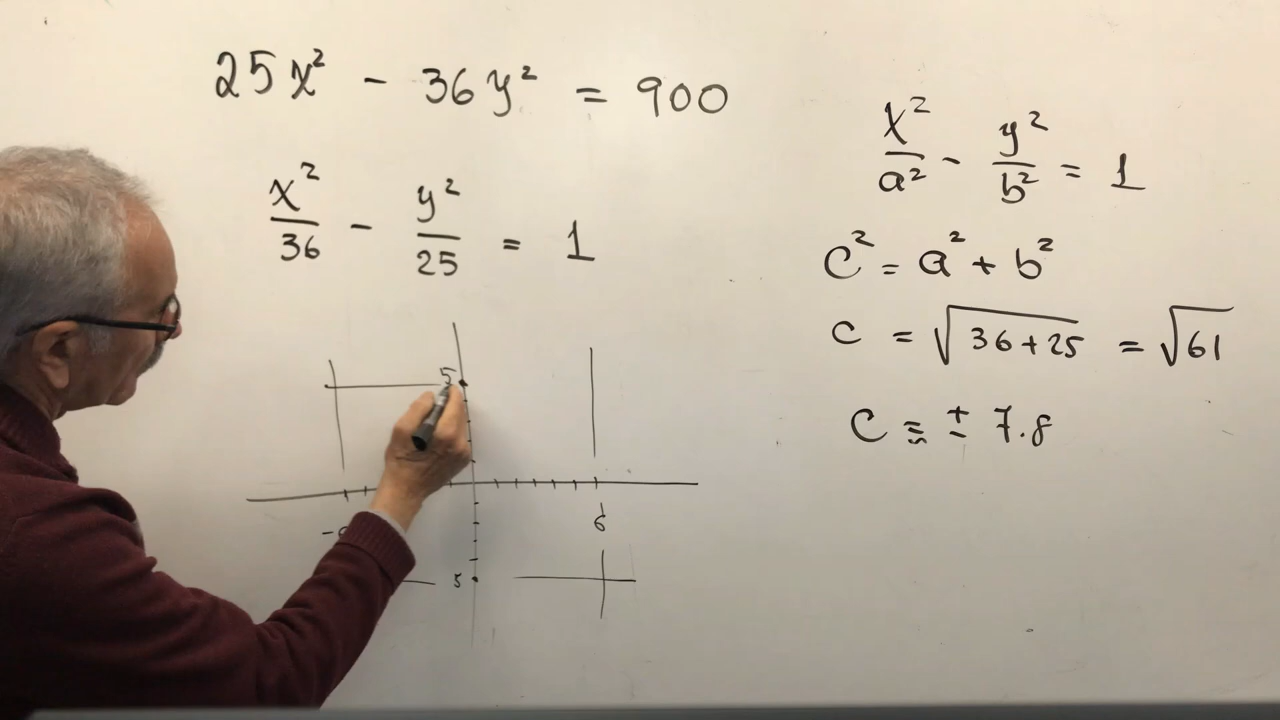 25x² - 36y² = 900
x²/36 - y²/25 = 1
5
6
5
x²/a² - y²/b² = 1
c² = a² + b²
c = √36+25 = √61
C ≅ ± 7.8